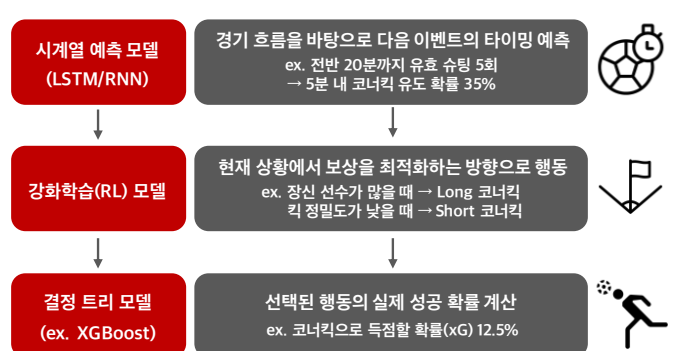 시계열 예측 모델
(LSTM/RNN)
경기 흐름을 바탕으로 다음 이벤트의 타이밍 예측
ex. 전반 20분까지 유효 슈팅 5회
→ 5분 내 코너킥 유도 확률 35%
강화학습(RL) 모델
현재 상황에서 보상을 최적화하는 방향으로 행동
ex. 장신 선수가 많을 때 → Long 코너킥
킥 정밀도가 낮을 때 → Short 코너킥
결정 트리 모델
(ex. XGBoost)
선택된 행동의 실제 성공 확률 계산
ex. 코너킥으로 득점할 확률(xG) 12.5%